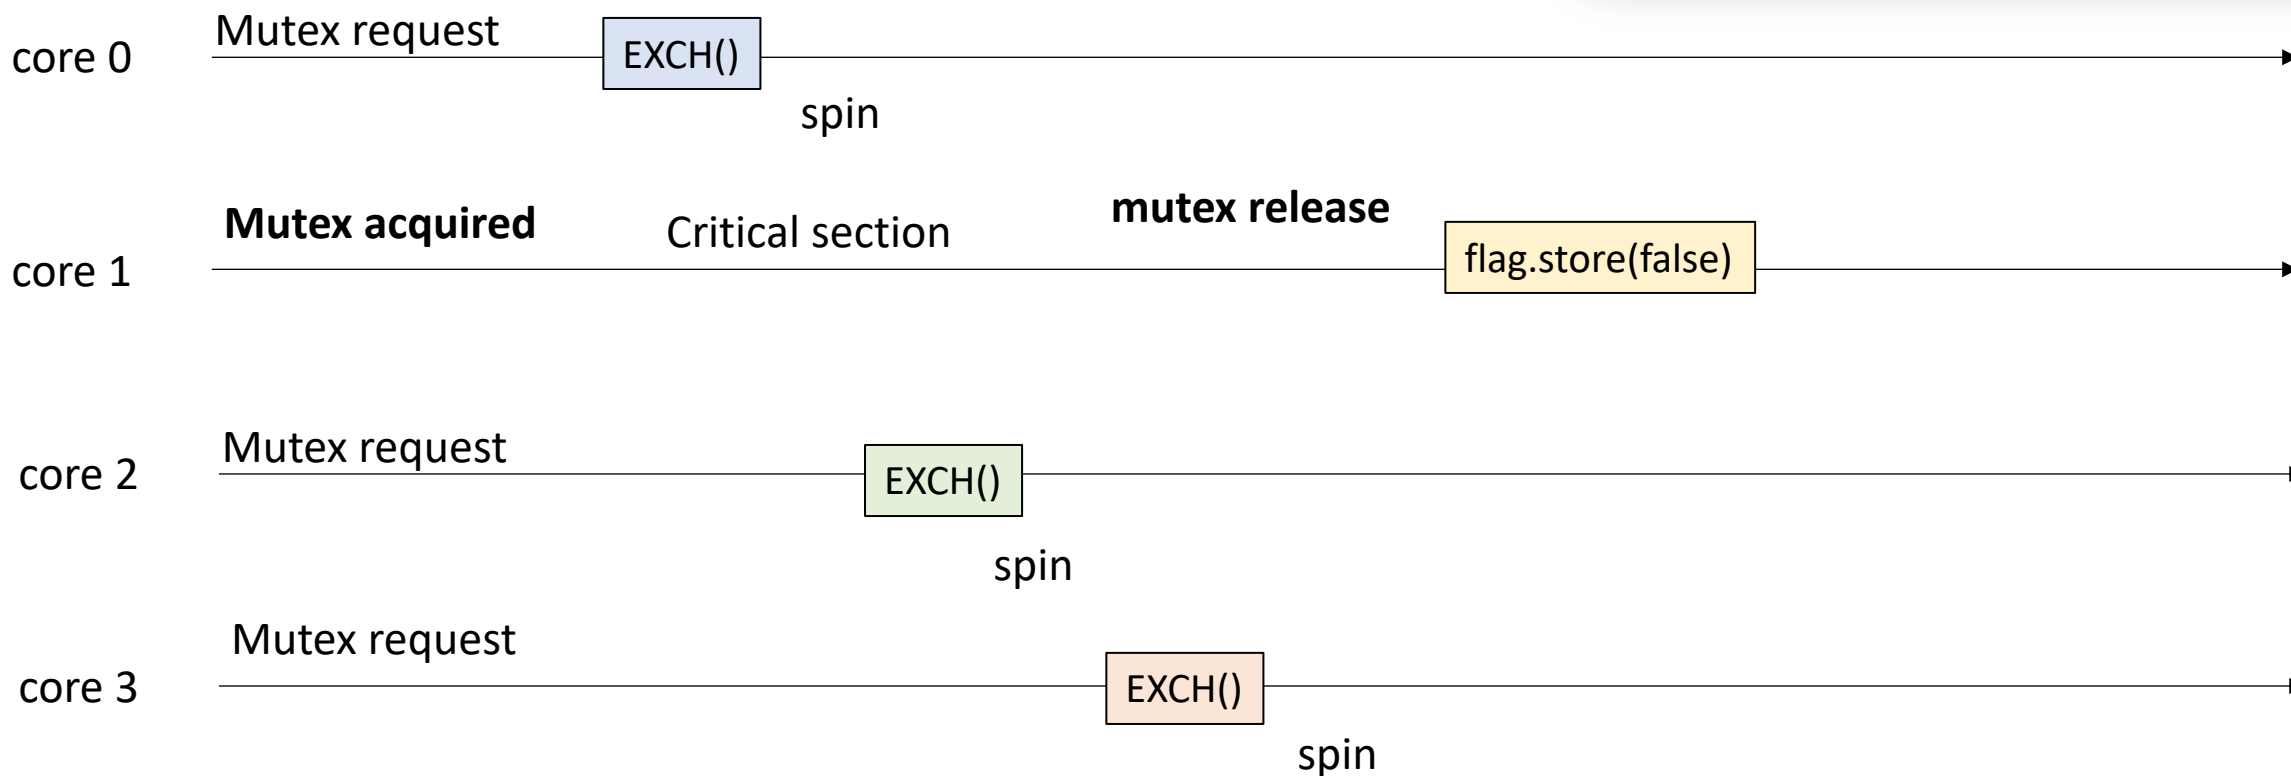 core 0
Mutex request
EXCH()
spin
core 1
Mutex acquired
Critical section
mutex release
flag.store(false)
core 2
Mutex request
EXCH()
spin
core 3
Mutex request
EXCH()
spin